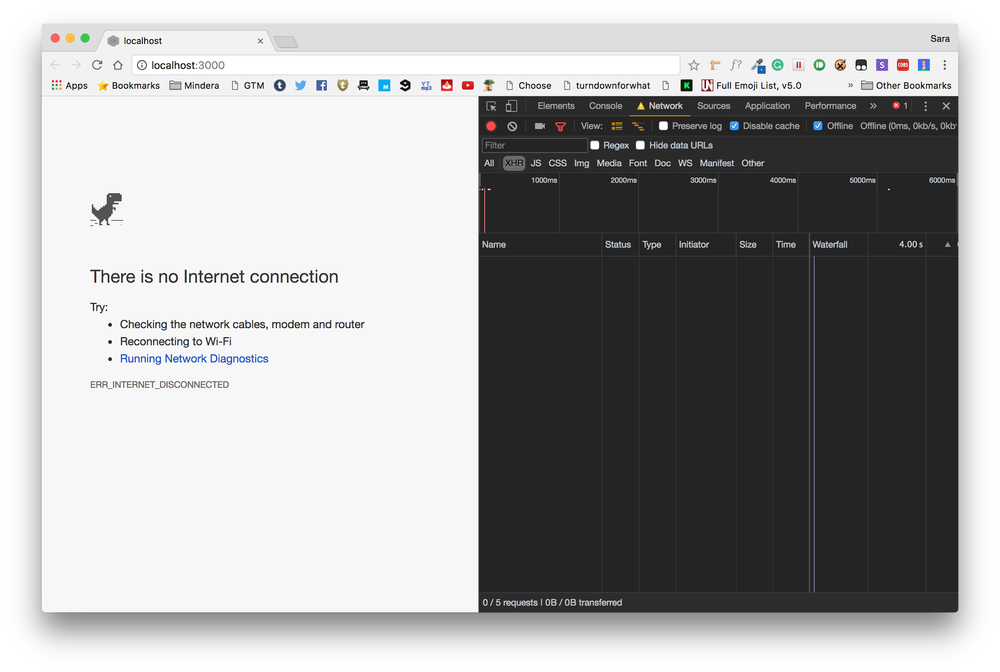 localhost
Sara
localhost:3000
Apps Bookmarks Mindera GTM Choose turndownforwhat Full Emoji List, v5.0 » Other Bookmarks
Elements Console Network Sources Application Performance » 1
View: Preserve log Disable cache Offline Offline (0ms, 0kb/s, 0kb
Filter Regex Hide data URLs
All XHR JS CSS Img Media Font Doc WS Manifest Other
1000ms 2000ms 3000ms 4000ms 5000ms 6000ms
Name Status Type Initiator Size Time Waterfall 4.00 s
There is no Internet connection
Try:
• Checking the network cables, modem and router
• Reconnecting to Wi-Fi
• Running Network Diagnostics
ERR_INTERNET_DISCONNECTED
0 / 5 requests | 0B / 0B transferred